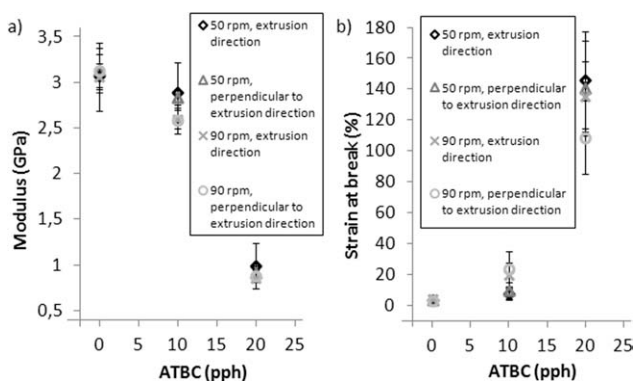 a)
3,5
3
2,5
2
1,5
1
0,5
Modulus (GPa)
0 5 10 15 20 25
ATBC (pph)
50 rpm, extrusion
direction
50 rpm,
perpendicular to
extrusion direction
90 rpm, extrusion
direction
90 rpm,
perpendicular to
extrusion direction
b)
180
160
140
120
100
80
60
40
20
0
Strain at break (%)
0 5 10 15 20 25
ATBC (pph)
50 rpm, extrusion
direction
50 rpm, perpendicular
to extrusion direction
90 rpm, extrusion
direction
90 rpm, perpendicular
to extrusion direction